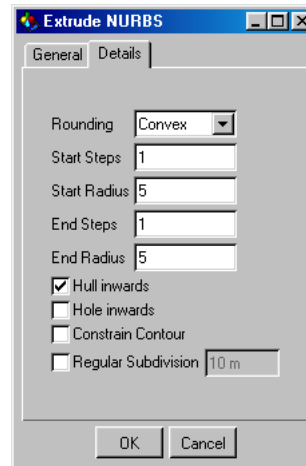 Extrude NURBS
General Details
Rounding Convex
Start Steps 1
Start Radius 5
End Steps 1
End Radius 5
Hull inwards
Hole inwards
Constrain Contour
Regular Subdivision 10 m
OK Cancel